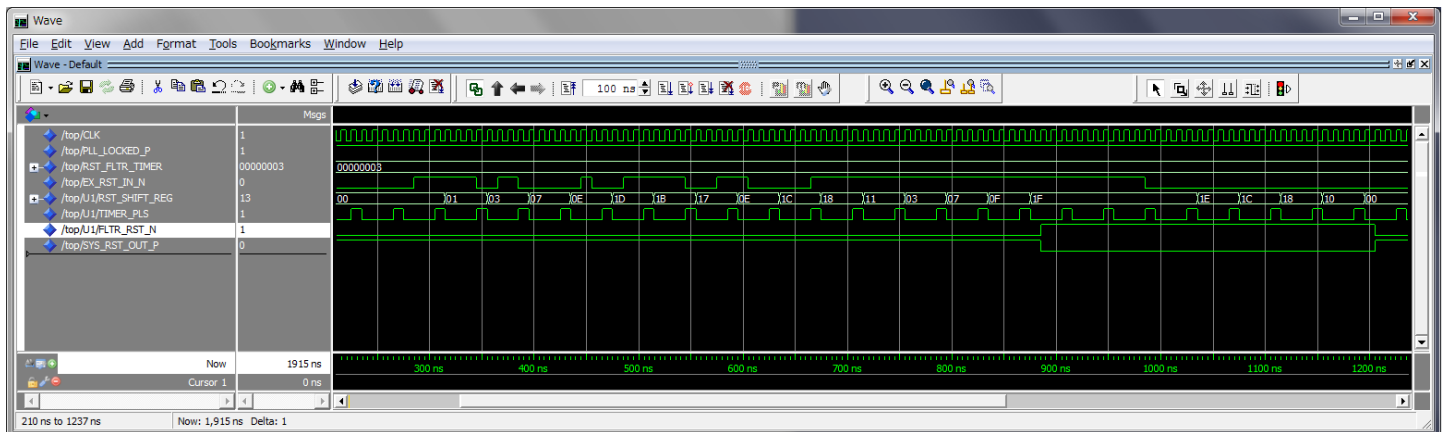 Wave
File Edit View Add Format Tools Bookmarks Window Help
Wave - Default
100 ns
Msgs
/top/CLK 1
/top/PLL_LOCKED_P 1
/top/RST_FLTR_TIMER 00000003 00000003
/top/EX_RST_IN_N 0
/top/U1/RST_SHIFT_REG 13 00 01 03 07 0E 1D 1B 17 0E 1C 18 11 03 07 0F 1F 1E 1C 18 10 00
/top/U1/TIMER_PLS 1
/top/U1/FLTR_RST_N 1
/top/SYS_RST_OUT_P 0
Now 1915 ns 300 ns 400 ns 500 ns 600 ns 700 ns 800 ns 900 ns 1000 ns 1100 ns 1200 ns
Cursor 1 0 ns
210 ns to 1237 ns Now: 1,915 ns Delta: 1